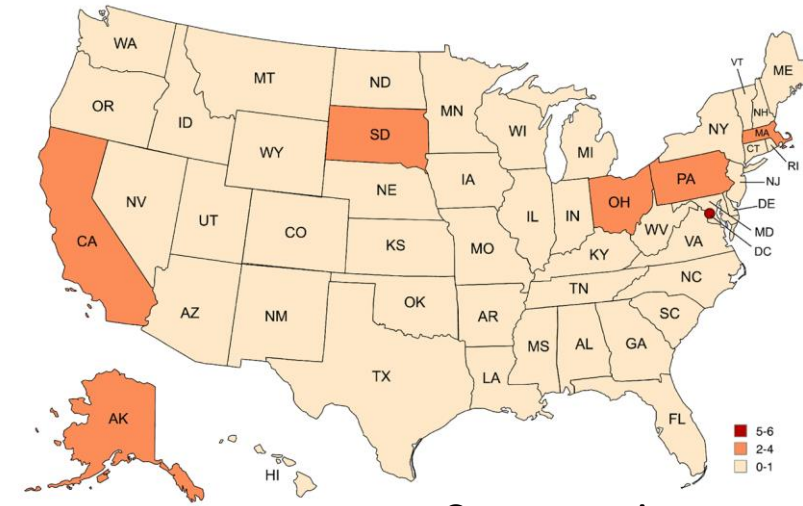 WA
MT
ND
MN
VT
ME
OR
ID
SD
WI
MI
NY
NH
MA
CT
RI
WY
IA
PA
NJ
NE
OH
DE
NV
UT
IL
IN
MD
CO
WV
DC
CA
KS
MO
KY
VA
AZ
NM
OK
TN
NC
AR
SC
MS
AL
GA
TX
LA
AK
FL
HI
5-6
2-4
0-1